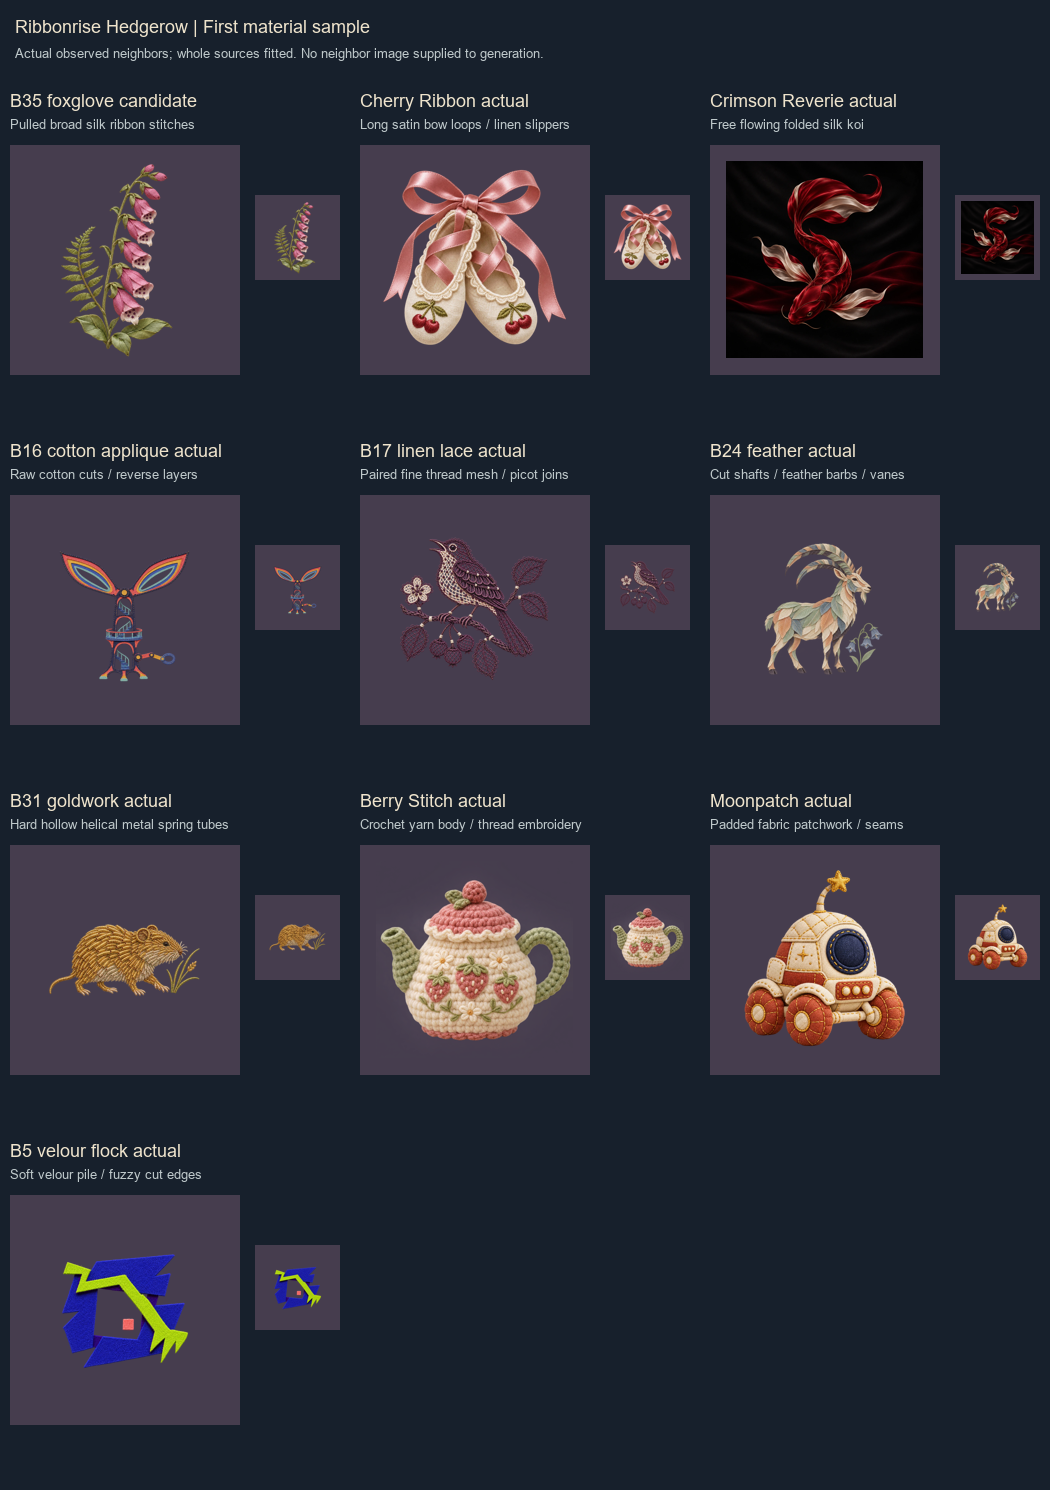 Ribbonrise Hedgerow | First material sample
Actual observed neighbors; whole sources fitted. No neighbor image supplied to generation.
B35 foxglove candidate
Pulled broad silk ribbon stitches
Cherry Ribbon actual
Long satin bow loops / linen slippers
Crimson Reverie actual
Free flowing folded silk koi
B16 cotton applique actual
Raw cotton cuts / reverse layers
B17 linen lace actual
Paired fine thread mesh / picot joins
B24 feather actual
Cut shafts / feather barbs / vanes
B31 goldwork actual
Hard hollow helical metal spring tubes
Berry Stitch actual
Crochet yarn body / thread embroidery
Moonpatch actual
Padded fabric patchwork / seams
B5 velour flock actual
Soft velour pile / fuzzy cut edges